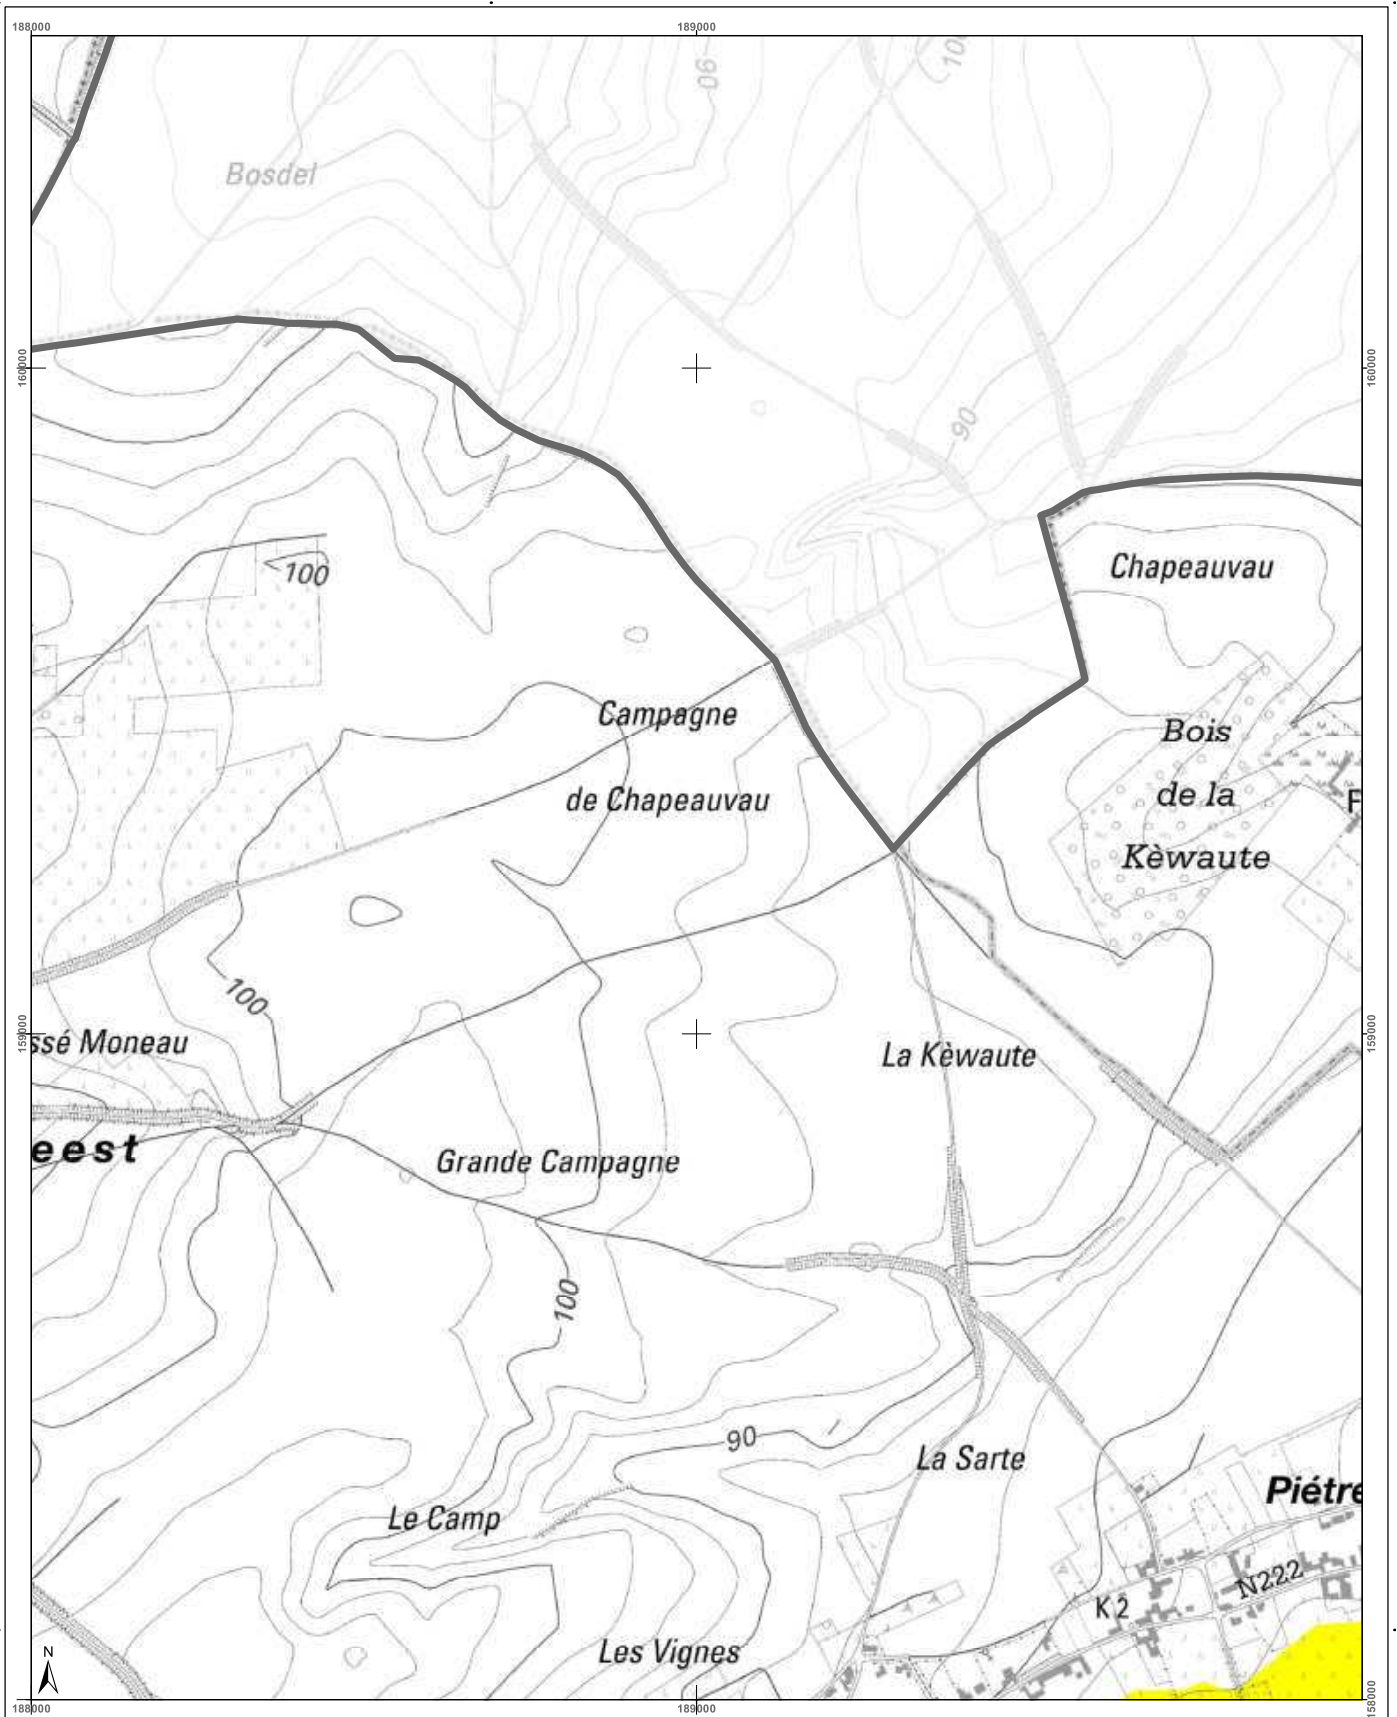 188000
189000
90
100
Bosdel
160000
160000
90
100
Chapeauvau
Campagne
de Chapeauvau
Bois
de la
Kèwaute
F
100
159000
159000
ssé Moneau
La Kèwaute
eest
Grande Campagne
100
90
La Sarte
Piétre
Le Camp
N222
K2
Les Vignes
N
188000
189000
158000